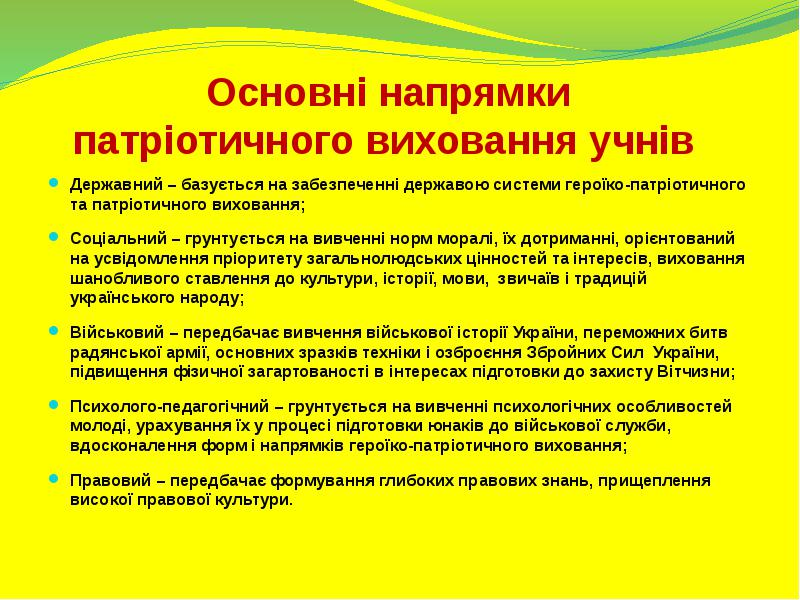 Основні напрямки
патріотичного виховання учнів
Державний – базується на забезпеченні державою системи героїко-патріотичного
та патріотичного виховання;
Соціальний – грунтується на вивченні норм моралі, їх дотриманні, орієнтований
на усвідомлення пріоритету загальнолюдських цінностей та інтересів, виховання
шанобливого ставлення до культури, історії, мови, звичаїв і традицій
українського народу;
Військовий – передбачає вивчення військової історії України, переможних битв
радянської армії, основних зразків техніки і озброєння Збройних Сил України,
підвищення фізичної загартованості в інтересах підготовки до захисту Вітчизни;
Психолого-педагогічний – грунтується на вивченні психологічних особливостей
молоді, урахування їх у процесі підготовки юнаків до військової служби,
вдосконалення форм і напрямків героїко-патріотичного виховання;
Правовий – передбачає формування глибоких правових знань, прищеплення
високої правової культури.